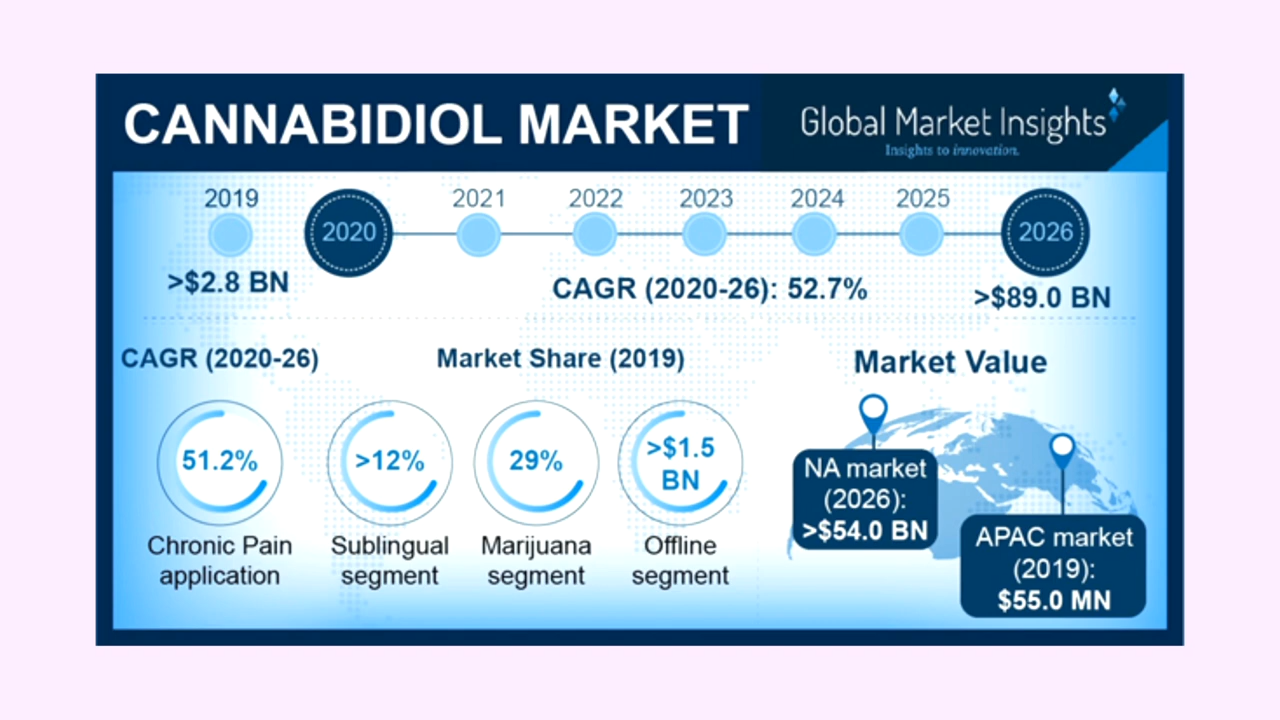 CANNABIDIOL MARKET
Global Market Insights
Insights to innovation.
2019
2020
2021
2022
2023
2024
2025
2026
>$2.8 BN
CAGR (2020-26): 52.7%
>$89.0 BN
CAGR (2020-26)
51.2%
Chronic Pain
application
Market Share (2019)
>12%
Sublingual
segment
29%
Marijuana
segment
>$1.5
BN
Offline
segment
Market Value
NA market
(2026):
>$54.0 BN
APAC market
(2019):
$55.0 MN